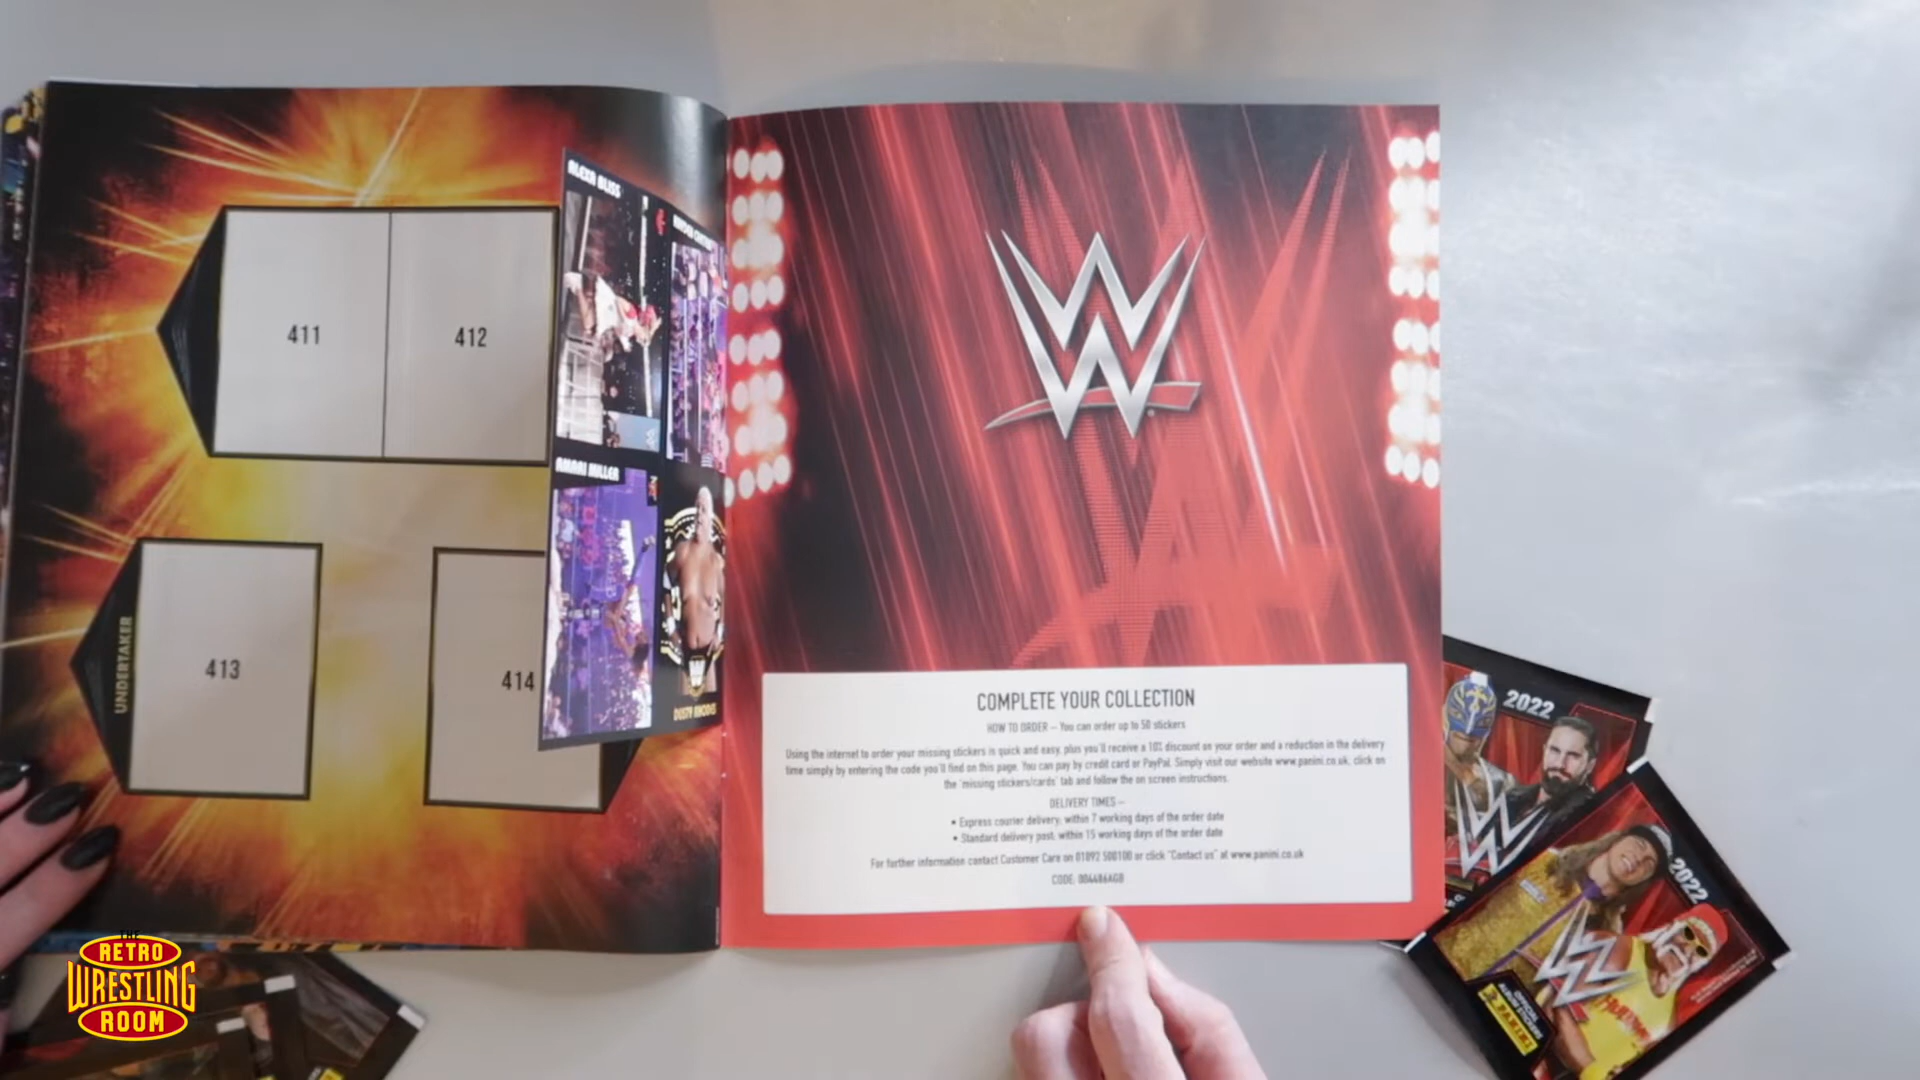 411
412
UNDERTAKER
413
414
ALEXA BLISS
AMARI MILLER
DUSTY RHODES
COMPLETE YOUR COLLECTION
HOW TO ORDER – You can order up to 50 stickers
Using the internet to order your missing stickers is quick and easy, plus you'll receive a 10% discount on your order and a reduction in the delivery
time simply by entering the code you'll find on this page. You can pay by credit card or PayPal. Simply visit our website www.panini.co.uk, click on
the 'missing stickers/cards' tab and follow the on screen instructions.
DELIVERY TIMES –
• Express courier delivery: within 7 working days of the order date
• Standard delivery post: within 15 working days of the order date
For further information contact Customer Care on 01892 500100 or click "Contact us" at www.panini.co.uk
CODE:
2022
2022
OFFICIAL
ALBUM STICKERS
PANINI
THE
RETRO
WRESTLING
ROOM